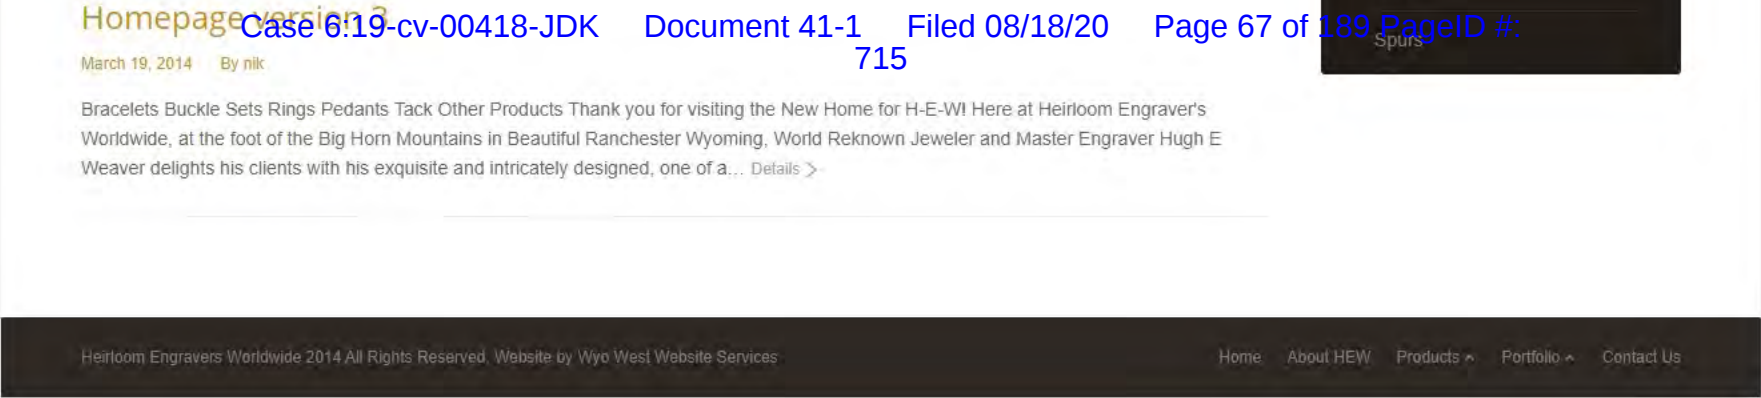 Homepage version 3
Case 6:19-cv-00418-JDK Document 41-1 Filed 08/18/20 Page 67 of 189 PageID #:
715
Spurs
March 19, 2014 By nik
Bracelets Buckle Sets Rings Pedants Tack Other Products Thank you for visiting the New Home for H-E-W! Here at Heirloom Engraver's
Worldwide, at the foot of the Big Horn Mountains in Beautiful Ranchester Wyoming, World Reknown Jeweler and Master Engraver Hugh E
Weaver delights his clients with his exquisite and intricately designed, one of a... Details >
Heirloom Engravers Worldwide 2014 All Rights Reserved. Website by Wyo West Website Services
Home About HEW Products ^ Portfolio ^ Contact Us